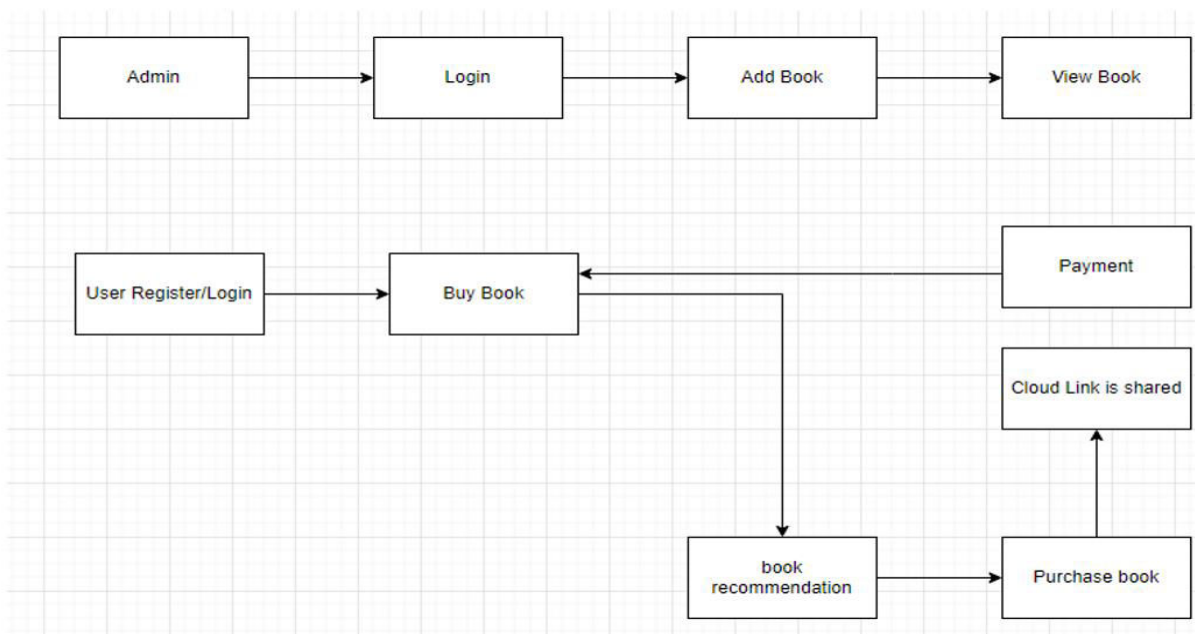 Admin
Login
Add Book
View Book
User Register/Login
Buy Book
Payment
Cloud Link is shared
book
recommendation
Purchase book